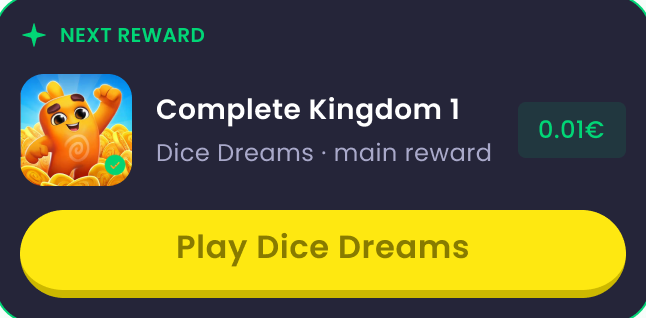 NEXT REWARD
Complete Kingdom 1
0.01€
Dice Dreams · main reward
Play Dice Dreams